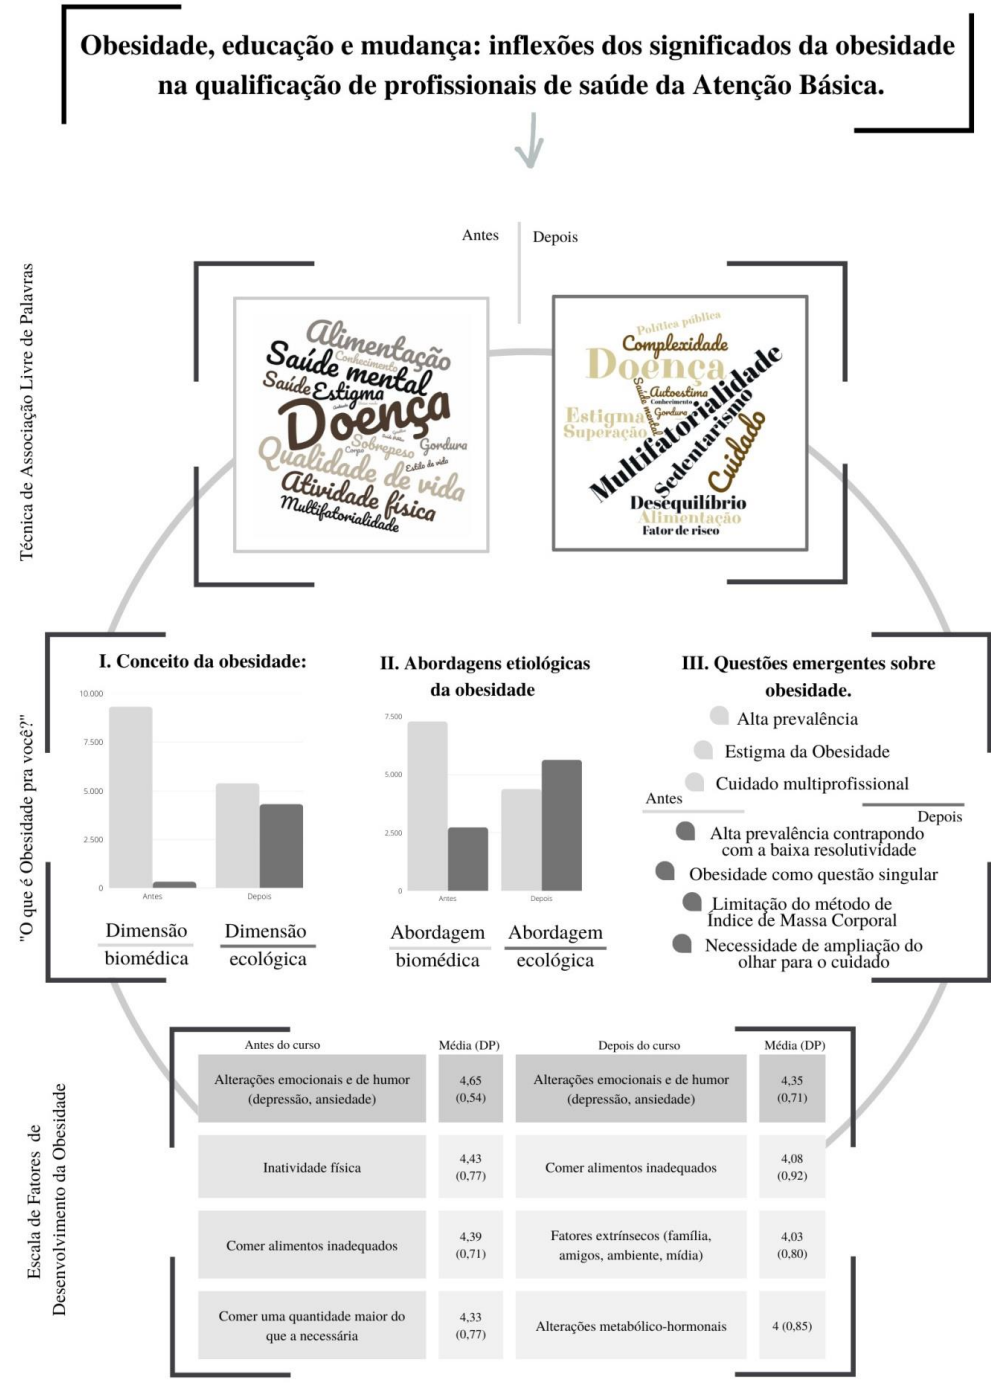 Obesidade, educação e mudança: inflexões dos significados da obesidade
na qualificação de profissionais de saúde da Atenção Básica.
Antes
Depois
Técnica de Associação Livre de Palavras
Alimentação
Conhecimento
Saúde mental
Saúde
Estigma
Doença
Sobrepeso
Corpo
Gordura
Estilo de vida
Qualidade de vida
Atividade física
Multifatorialidade
Política pública
Complexidade
Doença
Saúde mental
Autoestima
Conhecimento
Gordura
Estigma
Superação
Multifatorialidade
Sedentarismo
Cuidado
Desequilíbrio
Alimentação
Fator de risco
"O que é Obesidade pra você?"
I. Conceito da obesidade:
10.000
7.500
5.000
2.500
0
Antes
Depois
Dimensão
biomédica
Dimensão
ecológica
II. Abordagens etiológicas
da obesidade
7.500
5.000
2.500
0
Antes
Depois
Abordagem
biomédica
Abordagem
ecológica
III. Questões emergentes sobre
obesidade.
Alta prevalência
Estigma da Obesidade
Cuidado multiprofissional
Antes
Depois
Alta prevalência contrapondo
com a baixa resolutividade
Obesidade como questão singular
Limitação do método de
Índice de Massa Corporal
Necessidade de ampliação do
olhar para o cuidado
Escala de Fatores de
Desenvolvimento da Obesidade
Antes do curso
Média (DP)
Depois do curso
Média (DP)
Alterações emocionais e de humor
(depressão, ansiedade)
4,65
(0,54)
Alterações emocionais e de humor
(depressão, ansiedade)
4,35
(0,71)
Inatividade física
4,43
(0,77)
Comer alimentos inadequados
4,08
(0,92)
Comer alimentos inadequados
4,39
(0,71)
Fatores extrínsecos (família,
amigos, ambiente, mídia)
4,03
(0,80)
Comer uma quantidade maior do
que a necessária
4,33
(0,77)
Alterações metabólico-hormonais
4 (0,85)